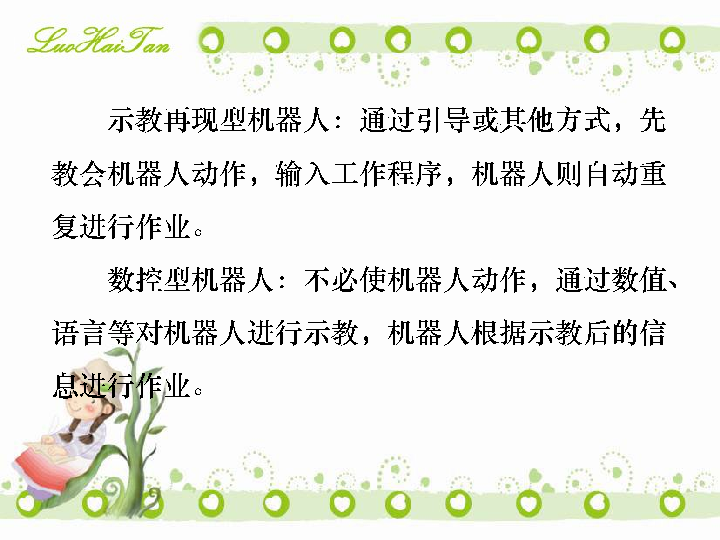 LuoHaiTan
示教再现型机器人：通过引导或其他方式，先
教会机器人动作，输入工作程序，机器人则自动重
复进行作业。
数控型机器人：不必使机器人动作，通过数值、
语言等对机器人进行示教，机器人根据示教后的信
息进行作业。